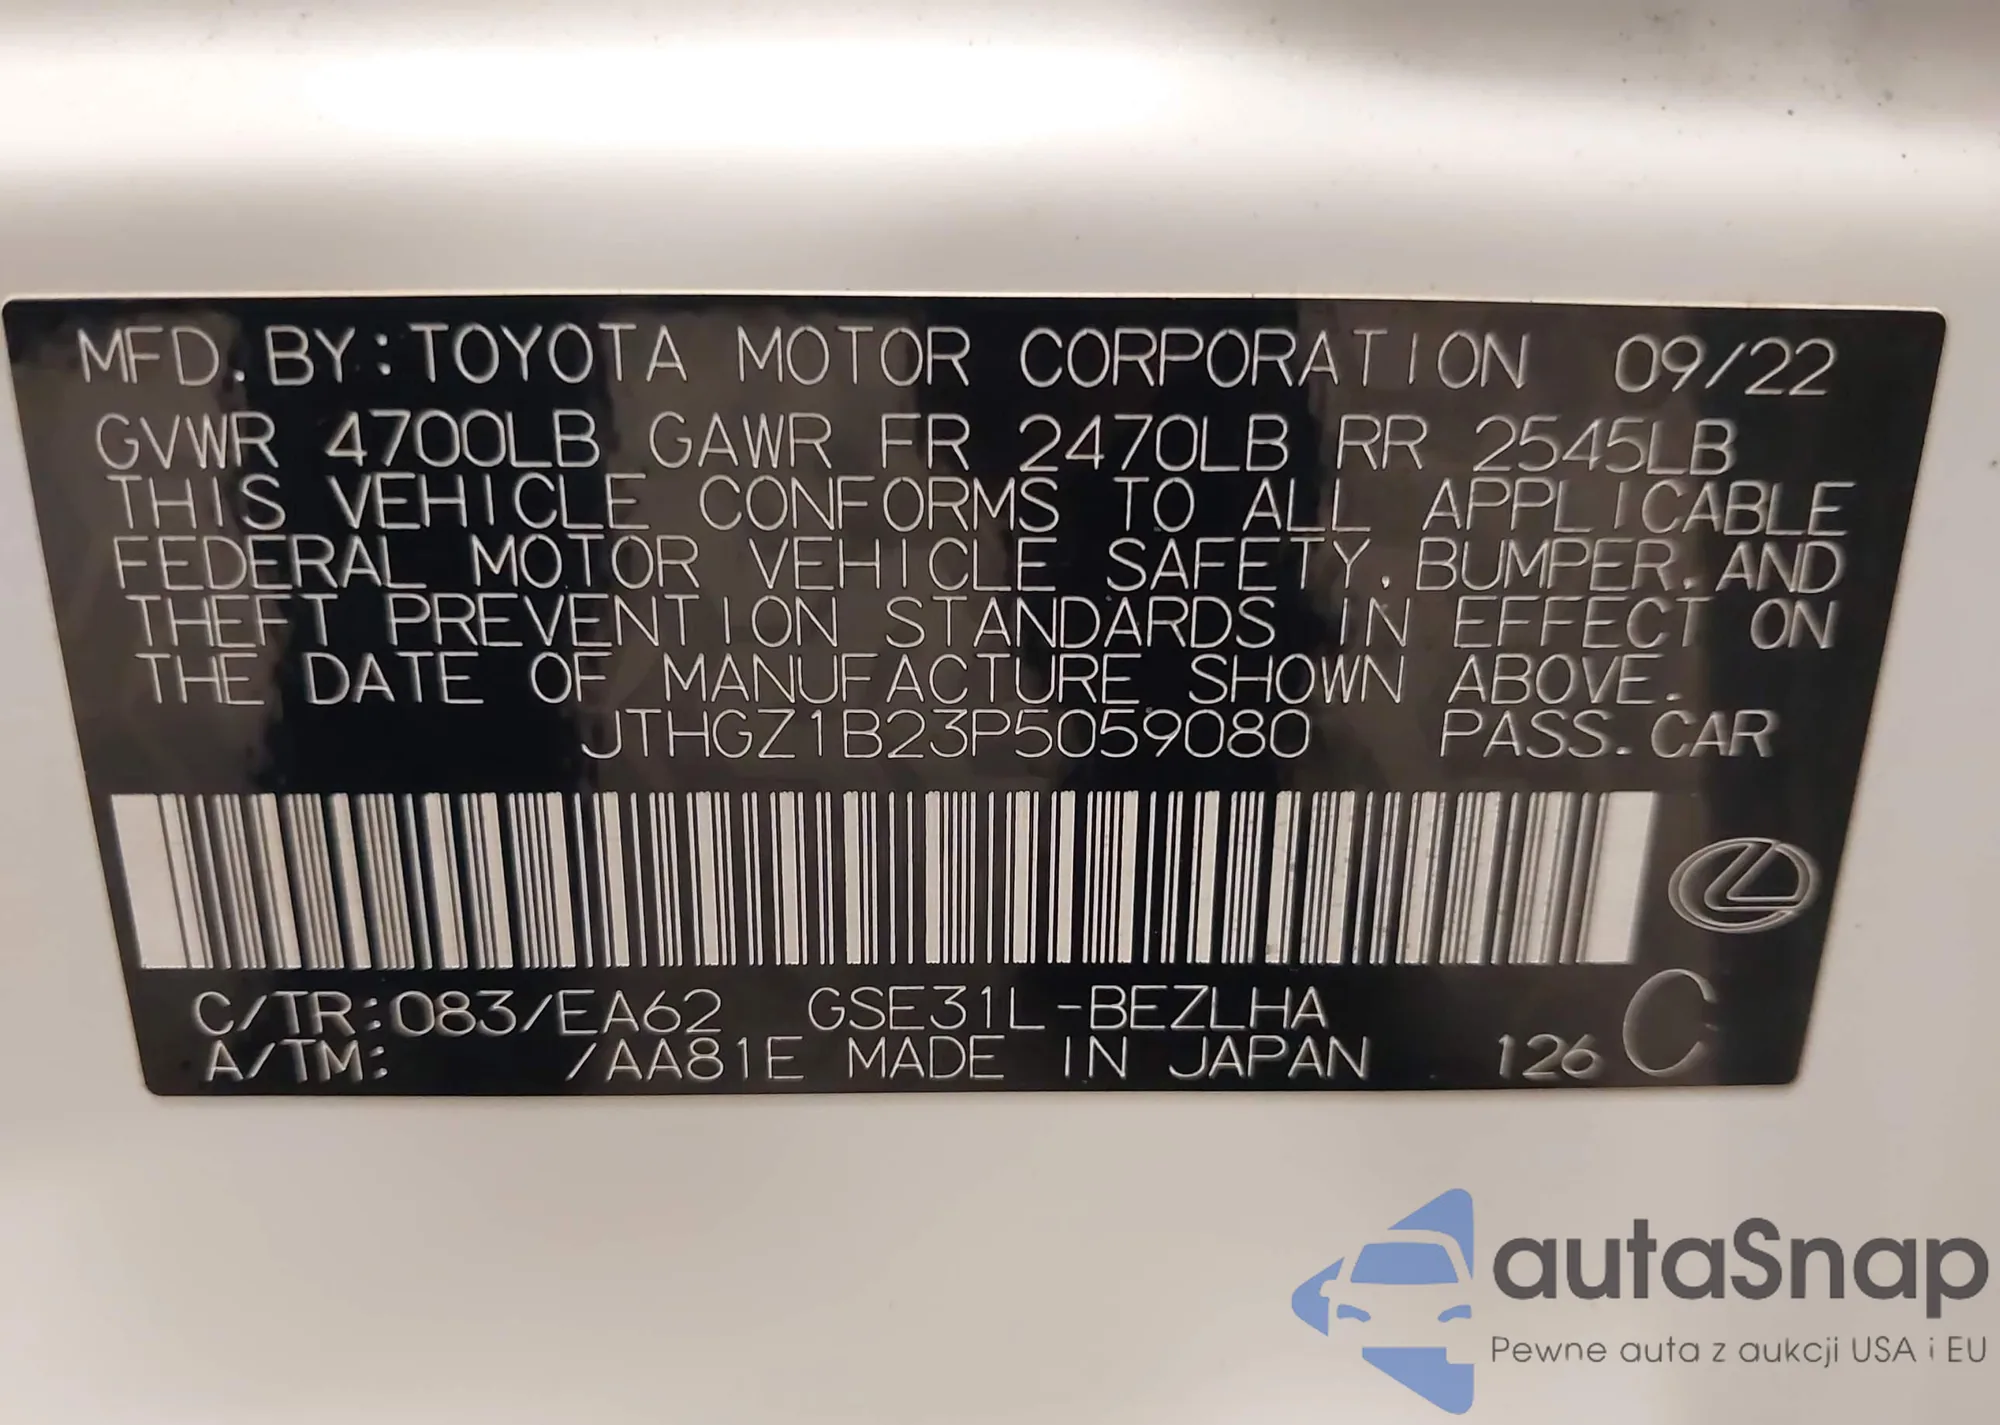 MFD.BY:TOYOTA MOTOR CORPORATION 09/22
GVWR 4700LB GAWR FR 2470LB RR 2545LB
THIS VEHICLE CONFORMS TO ALL APPLICABLE
FEDERAL MOTOR VEHICLE SAFETY,BUMPER,AND
THEFT PREVENTION STANDARDS IN EFFECT ON
THE DATE OF MANUFACTURE SHOWN ABOVE.
JTHGZ1B23P5059080 PASS.CAR
C/TR:083/EA62 GSE31L-BEZLHA
A/TM: /AA81E MADE IN JAPAN 126 C
autaSnap
Pewne auta z aukcji USA i EU